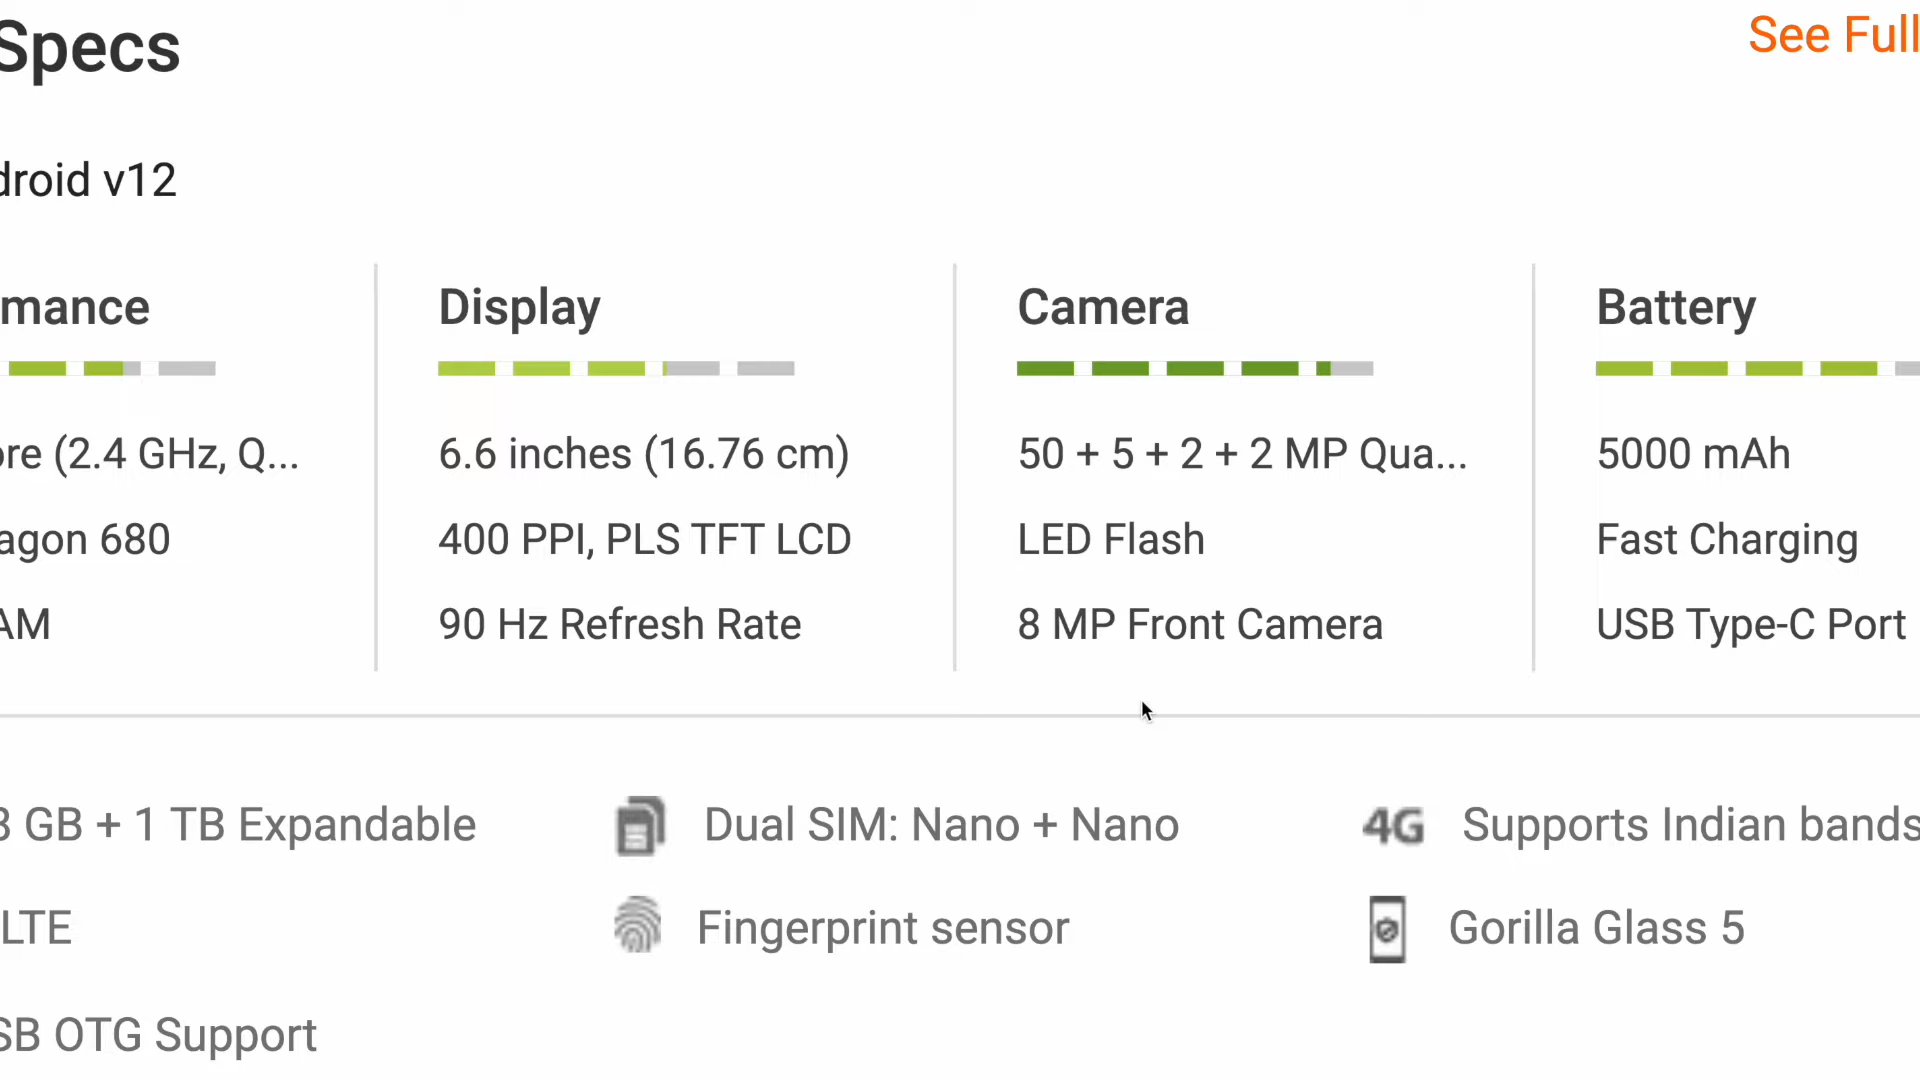 Specs
See Full
droid v12
mance
Display
Camera
Battery
ore (2.4 GHz, Q...
6.6 inches (16.76 cm)
50 + 5 + 2 + 2 MP Qua...
5000 mAh
agon 680
400 PPI, PLS TFT LCD
LED Flash
Fast Charging
AM
90 Hz Refresh Rate
8 MP Front Camera
USB Type-C Port
GB + 1 TB Expandable
Dual SIM: Nano + Nano
4G Supports Indian bands
LTE
Fingerprint sensor
Gorilla Glass 5
SB OTG Support